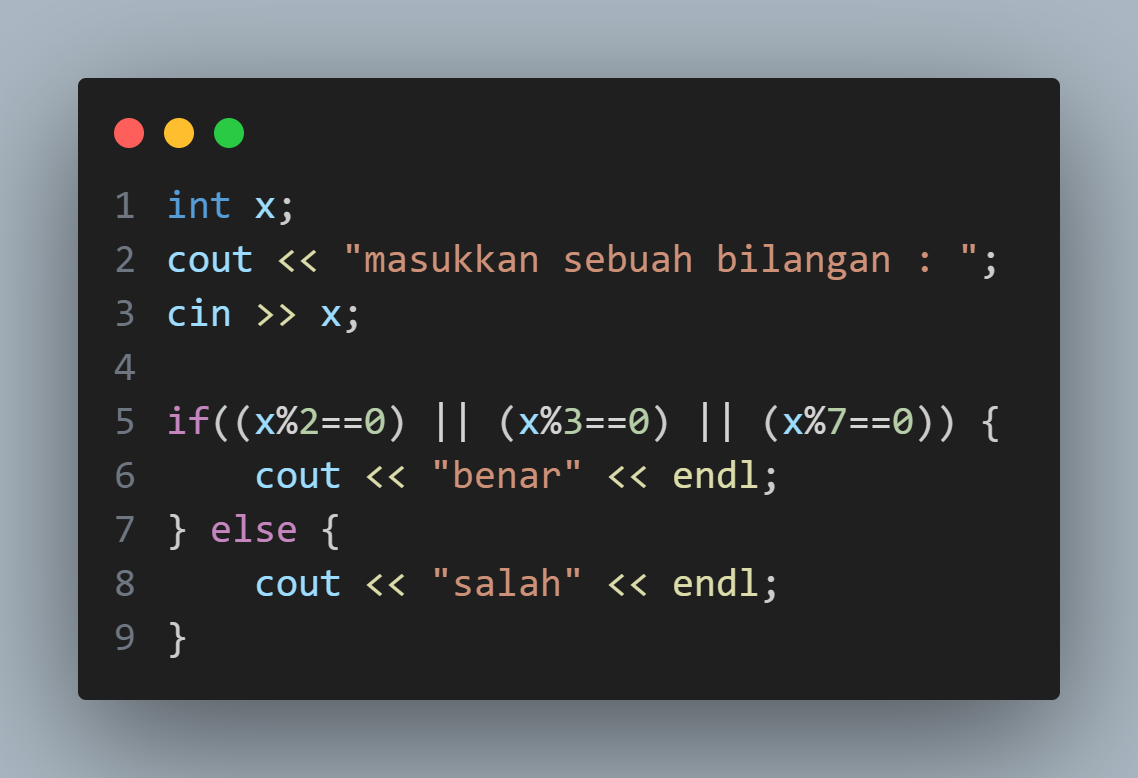 1 int x;
2 cout << "masukkan sebuah bilangan : ";
3 cin >> x;
4
5 if((x%2==0) || (x%3==0) || (x%7==0)) {
6     cout << "benar" << endl;
7 } else {
8     cout << "salah" << endl;
9 }